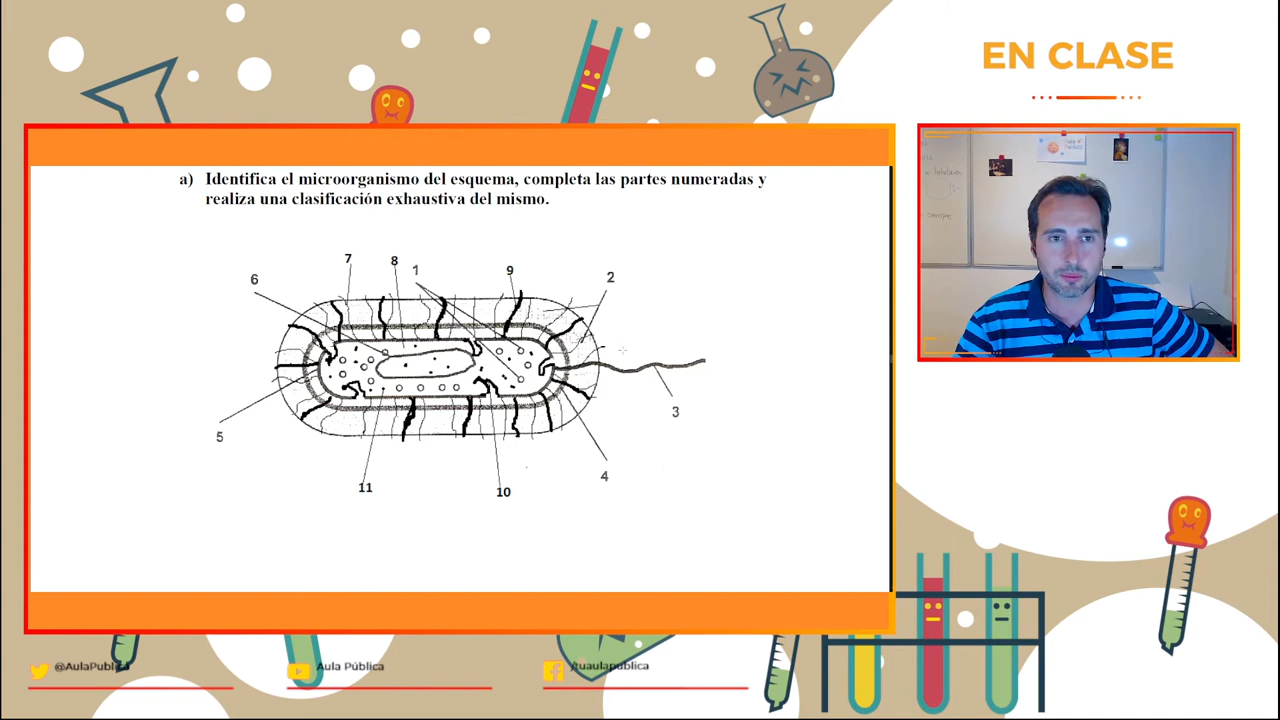 EN CLASE
a) Identifica el microorganismo del esquema, completa las partes numeradas y
realiza una clasificación exhaustiva del mismo.
7
8
1
9
2
6
5
3
4
11
10
@AulaPublica
Aula Pública
/tuaulapublica